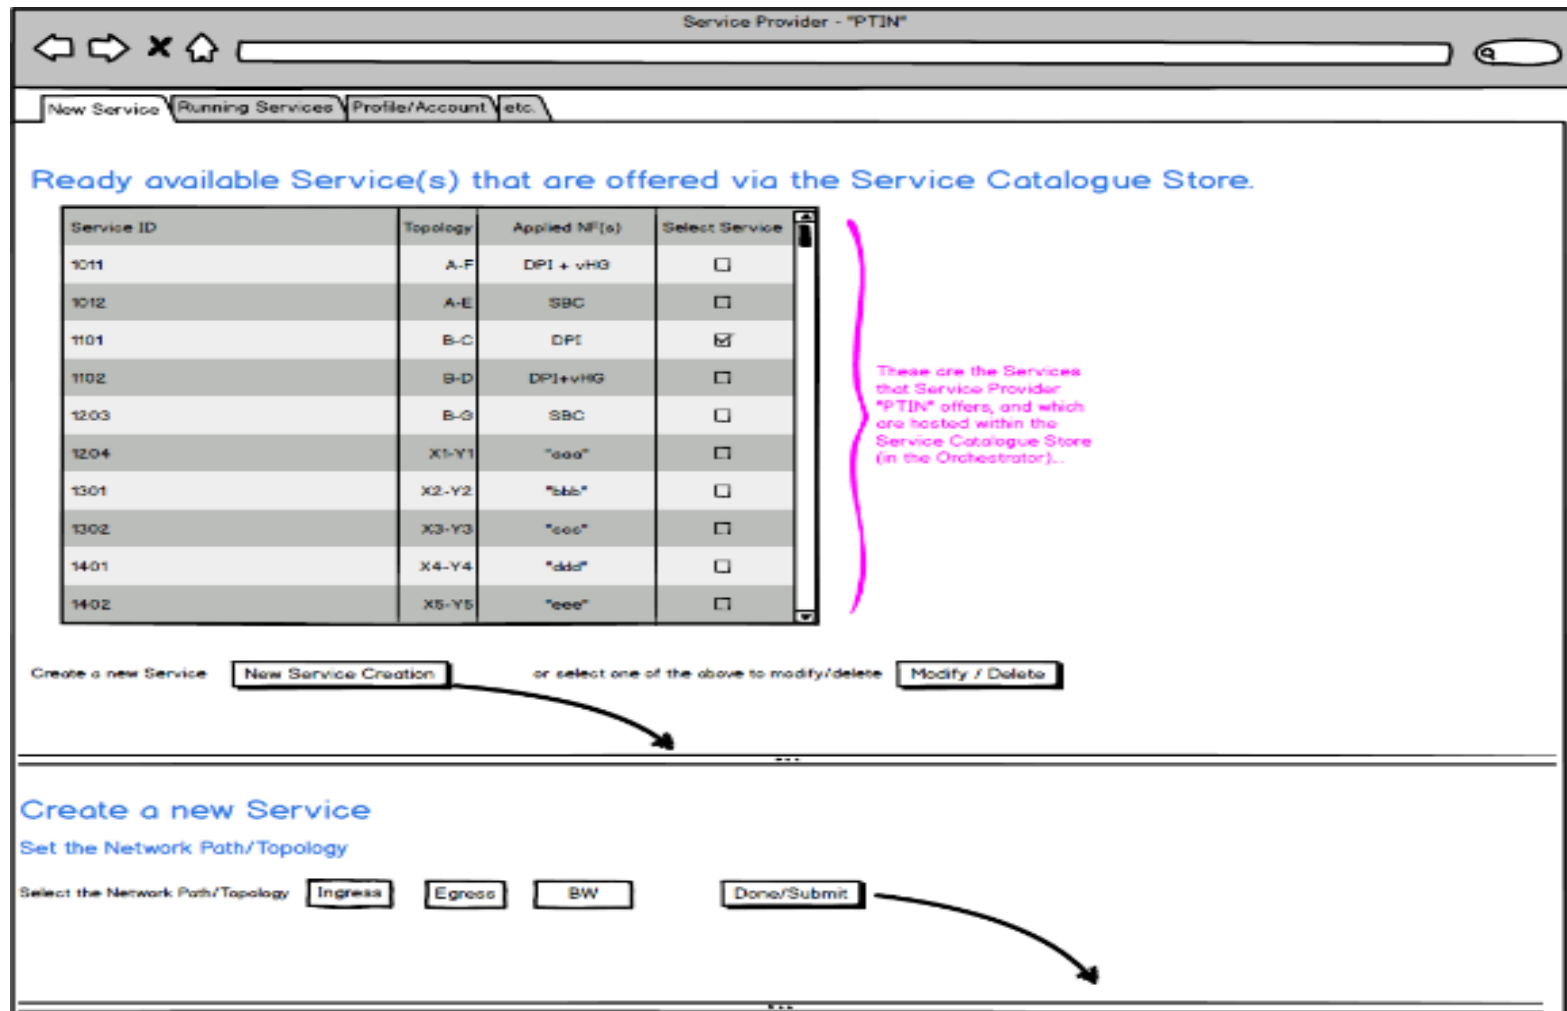 Service Provider - "PTIN"
New Service Running Services Profile/Account etc.
Ready available Service(s) that are offered via the Service Catalogue Store.
Service ID Topology Applied NF(s) Select Service
1011 A-F DPI + vHG
1012 A-E SBC
1101 B-C DPI
1102 B-D DPI+vHG
1203 B-G SBC
1204 X1-Y1 "aaa"
1301 X2-Y2 "bbb"
1302 X3-Y3 "ccc"
1401 X4-Y4 "ddd"
1402 X5-Y5 "eee"
These are the Services
that Service Provider
"PTIN" offers, and which
are hosted within the
Service Catalogue Store
(in the Orchestrator)...
Create a new Service New Service Creation or select one of the above to modify/delete Modify / Delete
Create a new Service
Set the Network Path/Topology
Select the Network Path/Topology Ingress Egress BW Done/Submit